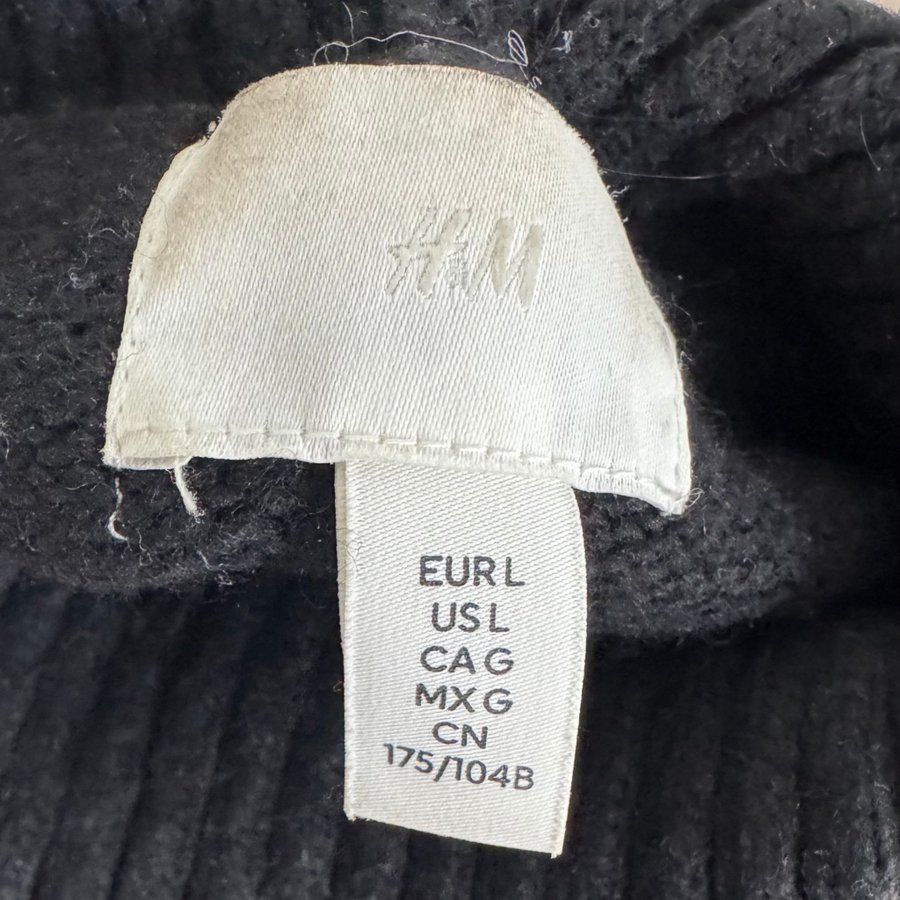 H&M
EUR L
US L
CA G
MX G
CN
175/104B